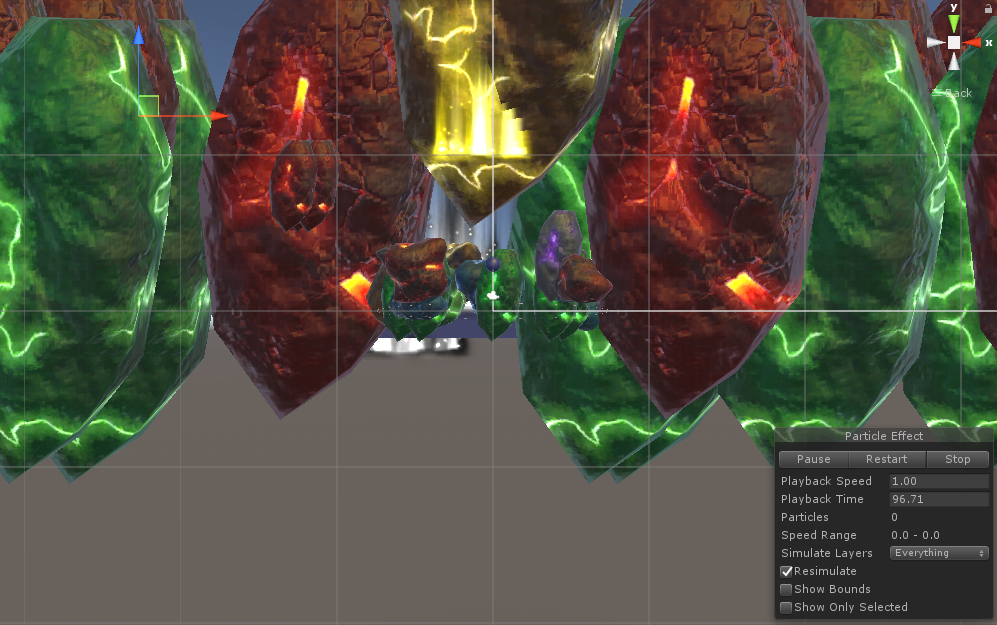 y
x
Back
Particle Effect
Pause Restart Stop
Playback Speed 1.00
Playback Time 96.71
Particles 0
Speed Range 0.0 - 0.0
Simulate Layers Everything
Resimulate
Show Bounds
Show Only Selected